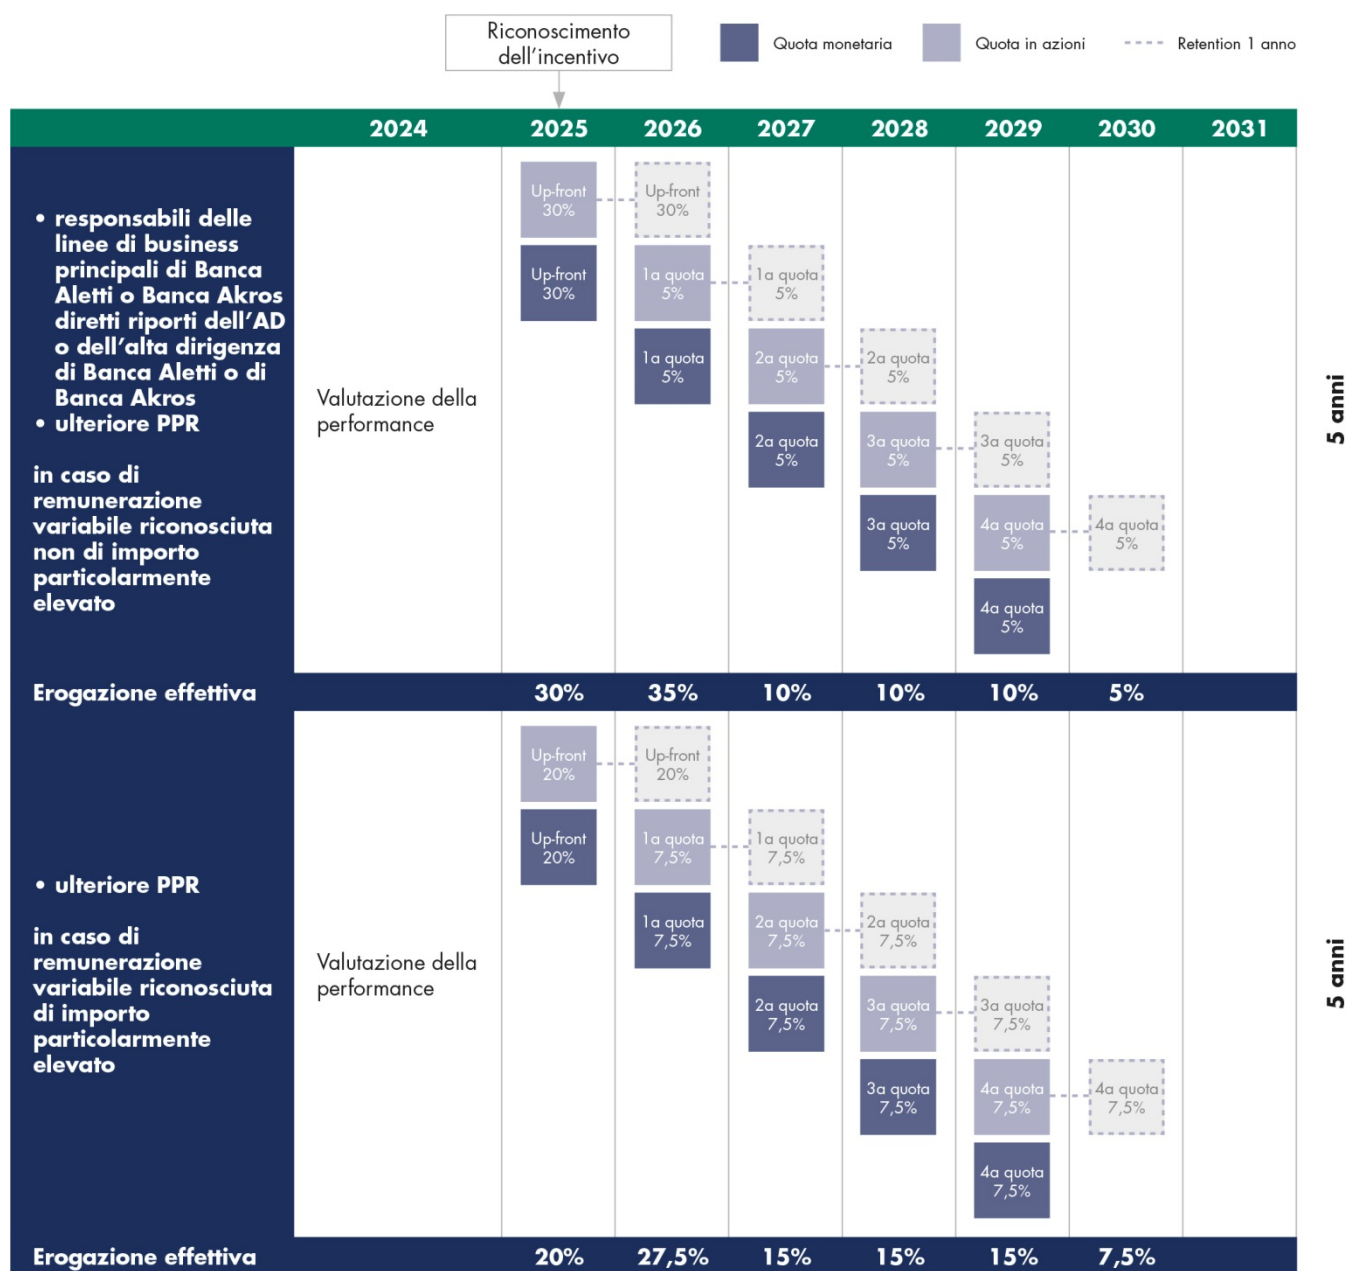 Riconoscimento
dell'incentivo
Quota monetaria
Quota in azioni
Retention 1 anno
2024 2025 2026 2027 2028 2029 2030 2031
• responsabili delle
linee di business
principali di Banca
Aletti o Banca Akros
diretti riporti dell'AD
o dell'alta dirigenza
di Banca Aletti o di
Banca Akros
• ulteriore PPR
in caso di
remunerazione
variabile riconosciuta
non di importo
particolarmente
elevato
Valutazione della
performance
Up-front
30%
Up-front
30%
Up-front
30%
1a quota
5%
1a quota
5%
1a quota
5%
2a quota
5%
2a quota
5%
2a quota
5%
3a quota
5%
3a quota
5%
3a quota
5%
4a quota
5%
4a quota
5%
4a quota
5%
5 anni
Erogazione effettiva 30% 35% 10% 10% 10% 5%
• ulteriore PPR
in caso di
remunerazione
variabile riconosciuta
di importo
particolarmente
elevato
Valutazione della
performance
Up-front
20%
Up-front
20%
Up-front
20%
1a quota
7,5%
1a quota
7,5%
1a quota
7,5%
2a quota
7,5%
2a quota
7,5%
2a quota
7,5%
3a quota
7,5%
3a quota
7,5%
3a quota
7,5%
4a quota
7,5%
4a quota
7,5%
4a quota
7,5%
5 anni
Erogazione effettiva 20% 27,5% 15% 15% 15% 7,5%